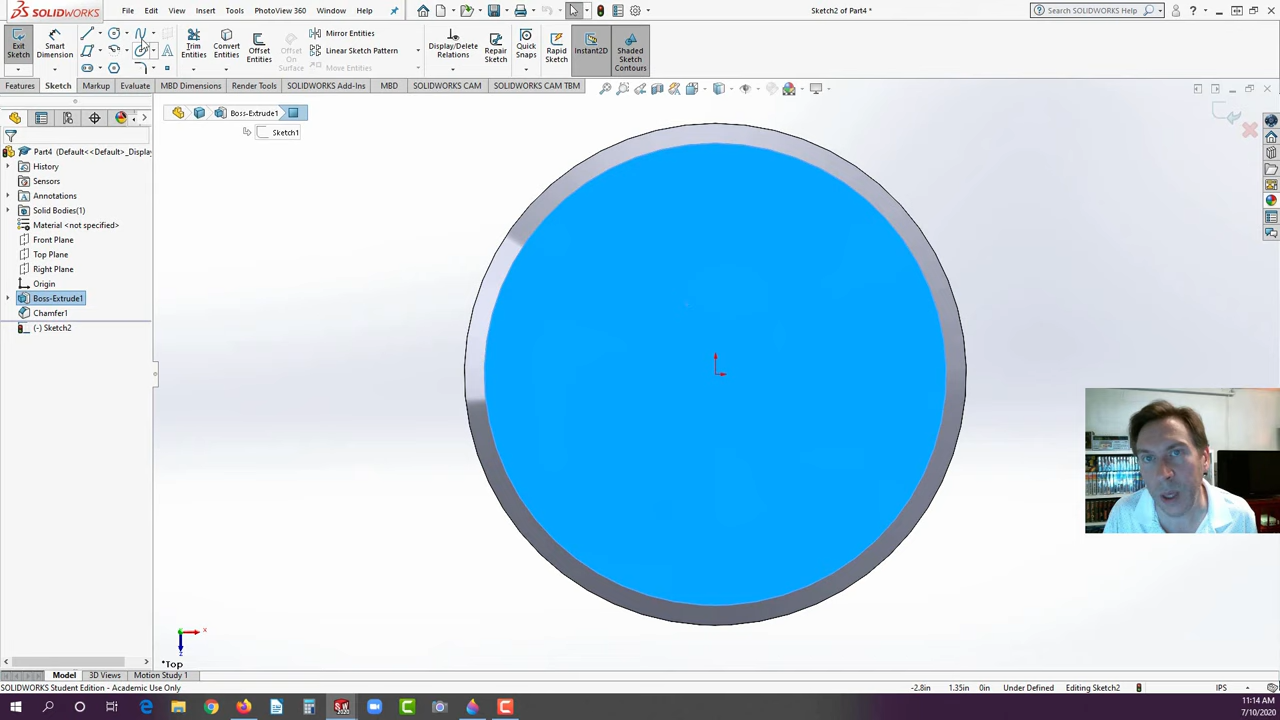 SOLIDWORKS
File Edit View Insert Tools PhotoView 360 Window Help
Sketch2 of Part4 *
Search SOLIDWORKS Help
Exit Sketch
Smart Dimension
Trim Entities
Convert Entities
Offset Entities
Offset On Surface
Mirror Entities
Linear Sketch Pattern
Move Entities
Display/Delete Relations
Repair Sketch
Quick Snaps
Rapid Sketch
Instant2D
Shaded Sketch Contours
Features Sketch Markup Evaluate MBD Dimensions Render Tools SOLIDWORKS Add-Ins MBD SOLIDWORKS CAM SOLIDWORKS CAM TBM
Boss-Extrude1
Sketch1
Part4 (Default<<Default>_Display
History
Sensors
Annotations
Solid Bodies(1)
Material <not specified>
Front Plane
Top Plane
Right Plane
Origin
Boss-Extrude1
Chamfer1
(-) Sketch2
x
z
*Top
Model 3D Views Motion Study 1
SOLIDWORKS Student Edition - Academic Use Only
-2.8in 1.35in 0in Under Defined Editing Sketch2 IPS
11:14 AM
7/10/2020